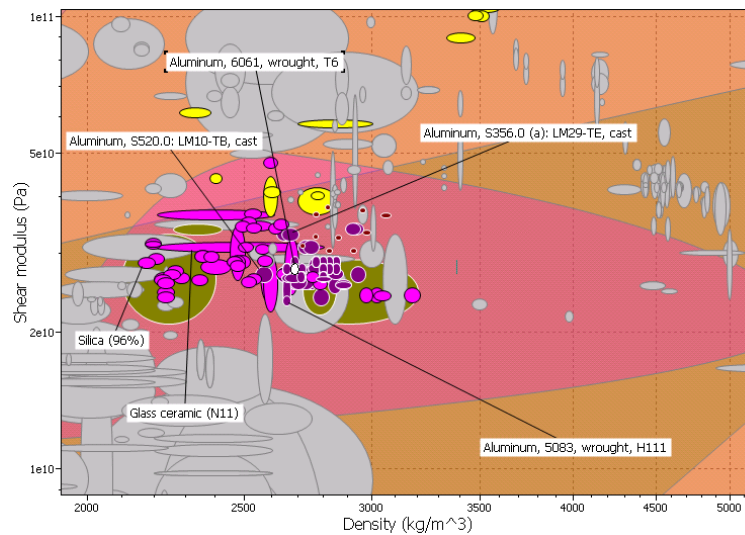 1e11
Aluminum, 6061, wrought, T6
Aluminum, S520.0: LM10-TB, cast
Aluminum, S356.0 (a): LM29-TE, cast
5e10
Shear modulus (Pa)
2e10
Silica (96%)
Glass ceramic (N11)
Aluminum, 5083, wrought, H111
1e10
2000
2500
3000
3500
4000
4500
5000
Density (kg/m^3)